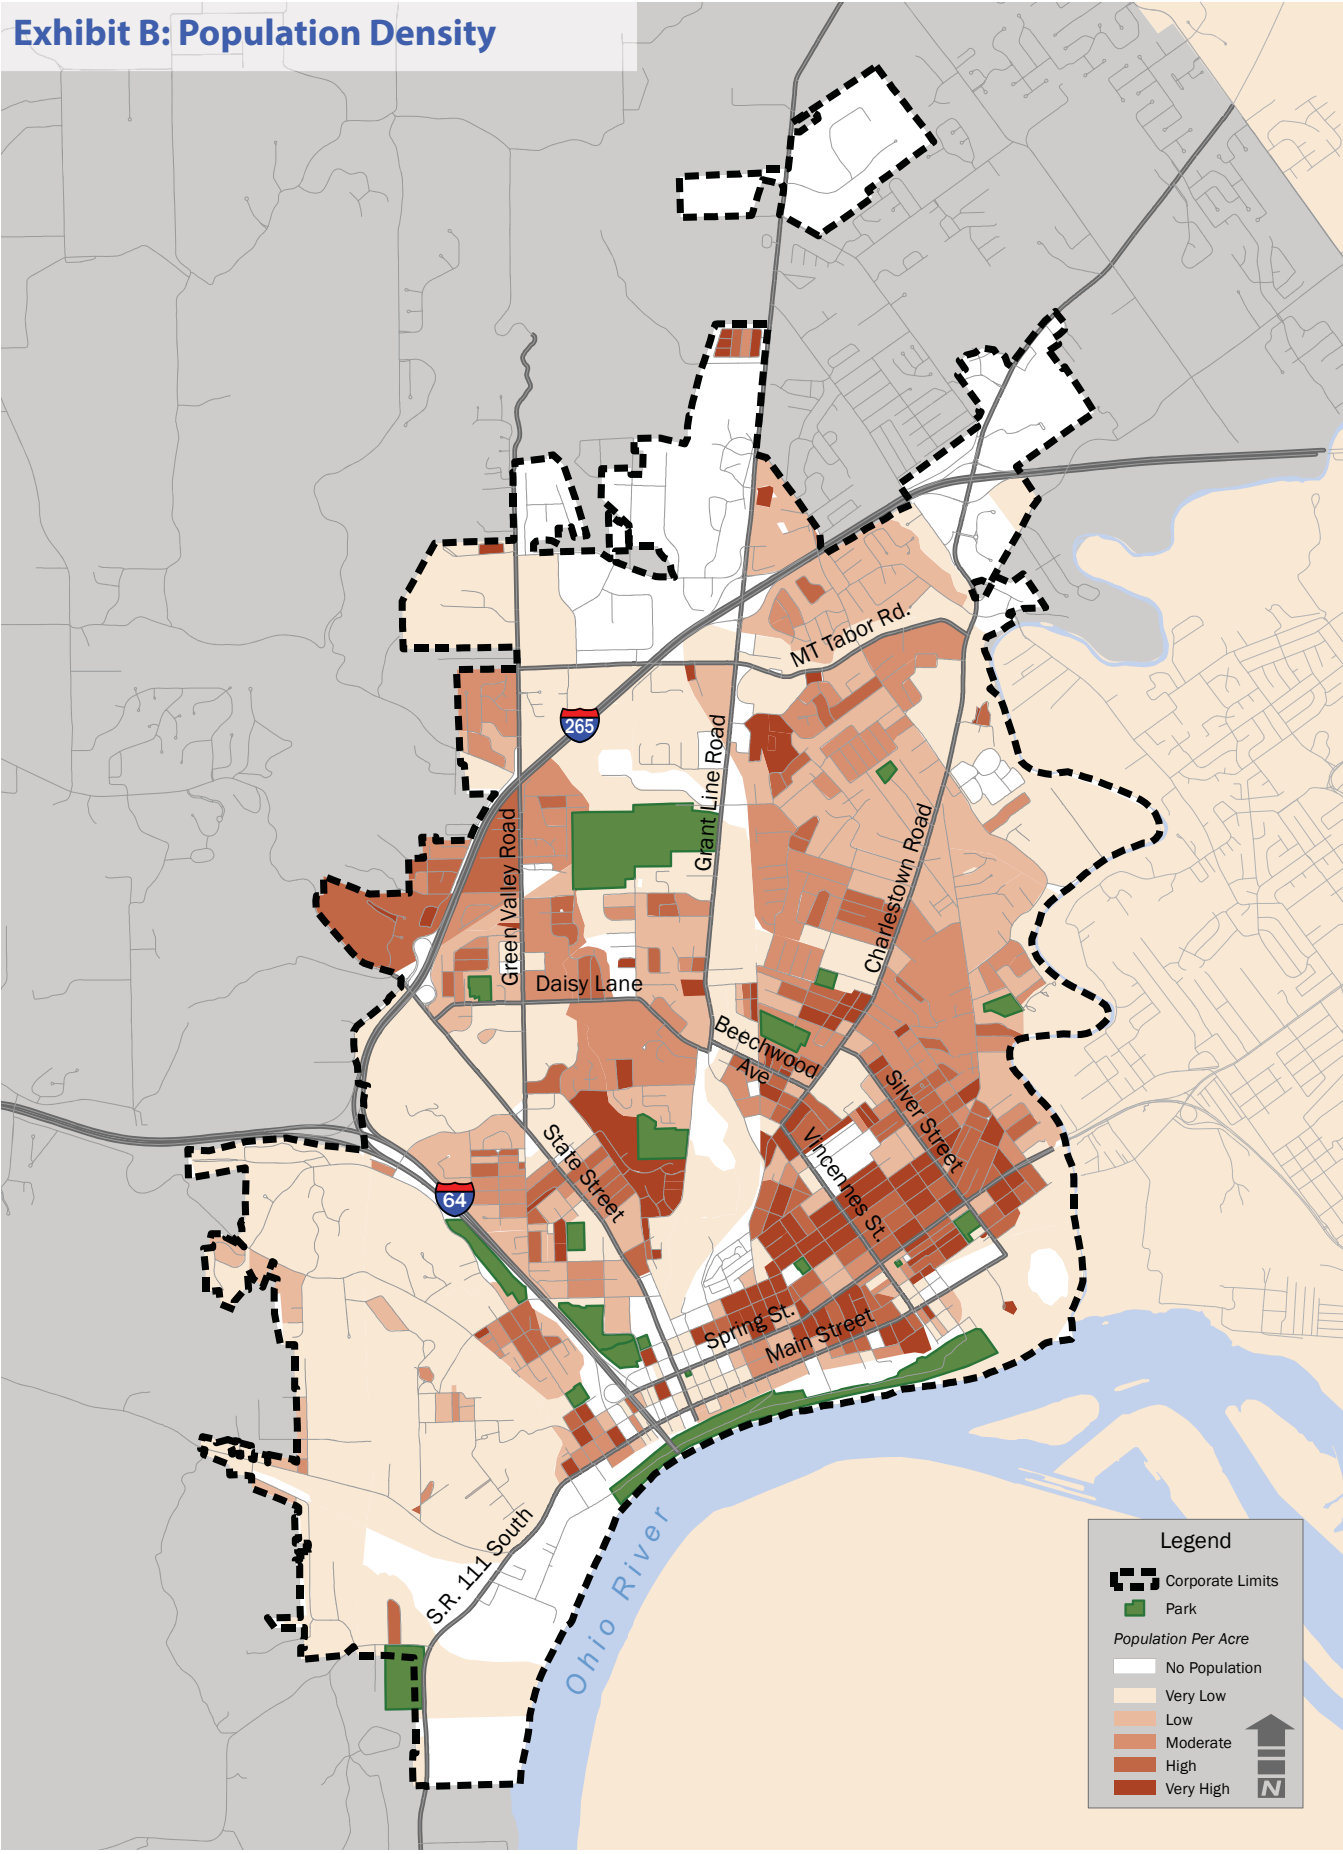 Exhibit B: Population Density
MT Tabor Rd.
265
Grant Line Road
Green Valley Road
Charlestown Road
Daisy Lane
Beechwood
Ave
Silver Street
State Street
Vincennes St.
64
Spring St.
Main Street
S.R. 111 South
Ohio River
Legend
Corporate Limits
Park
Population Per Acre
No Population
Very Low
Low
Moderate
High
Very High
N